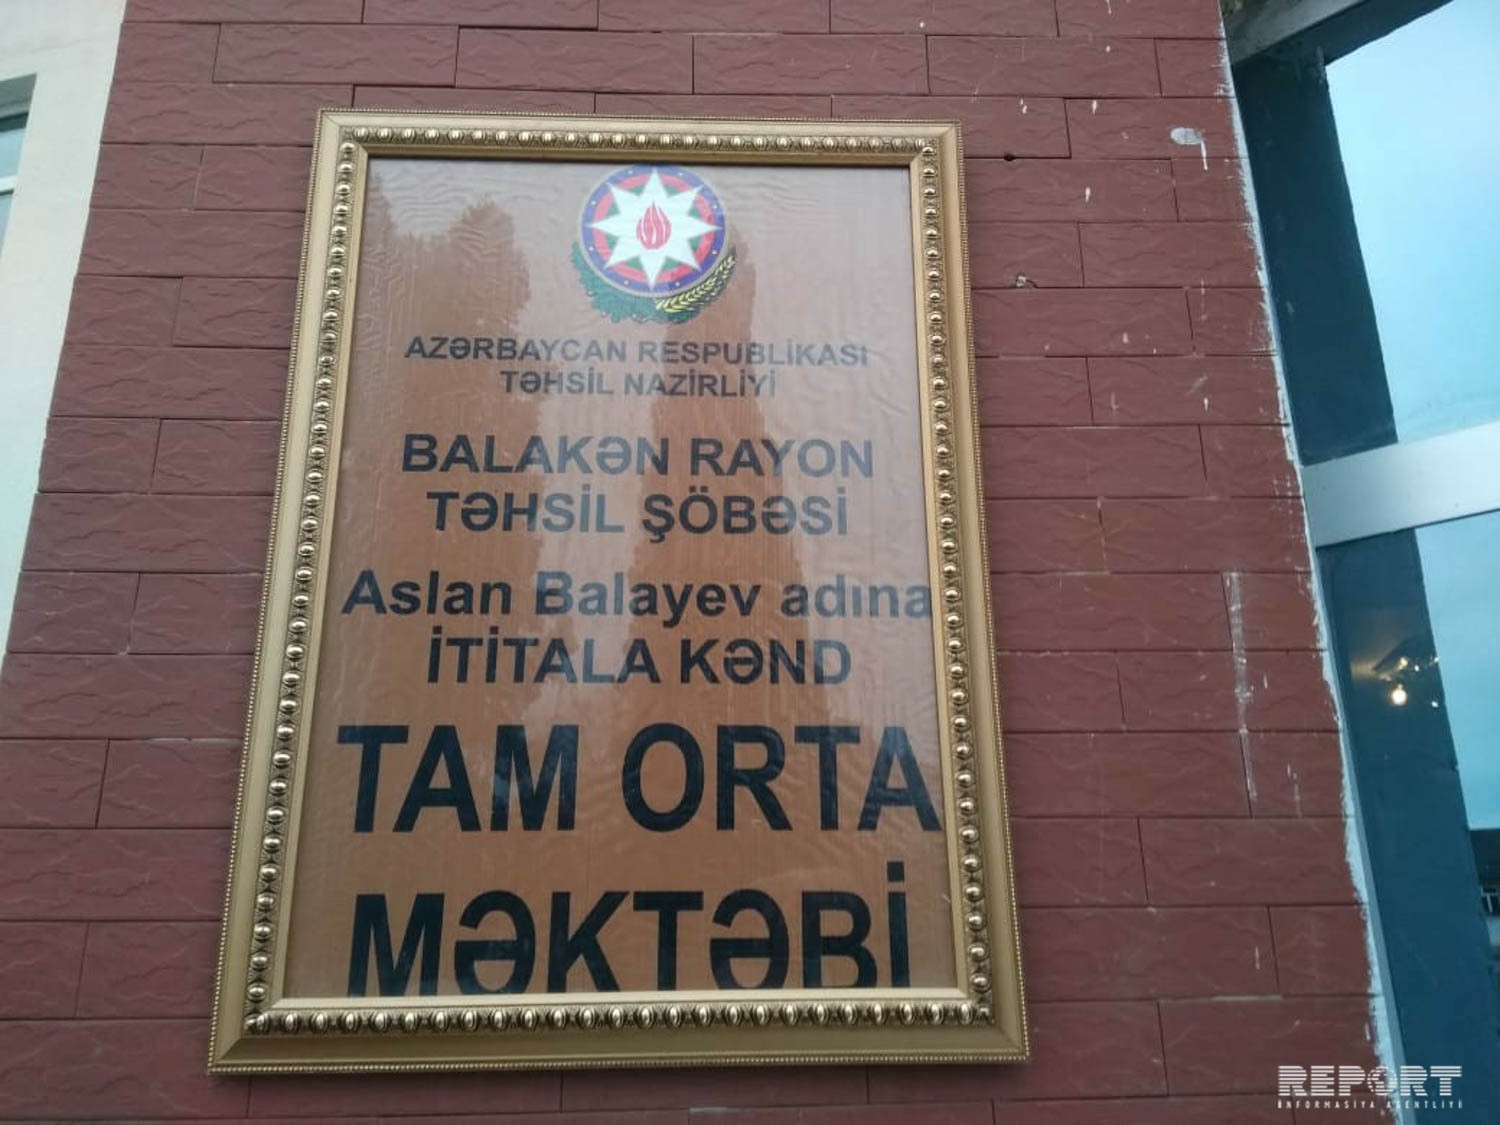 AZƏRBAYCAN RESPUBLİKASI
TƏHSİL NAZİRLİYİ
BALAKƏN RAYON
TƏHSİL ŞÖBƏSİ
Aslan Balayev adına
İTİTALA KƏND
TAM ORTA
MƏKTƏBİ
REPORT
İNFORMASİYA AGENTLİYİ